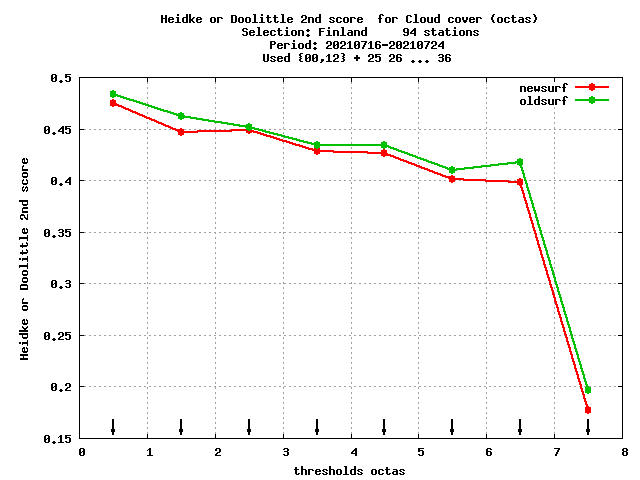 Heidke or Doolittle 2nd score  for Cloud cover (octas)
Selection: Finland     94 stations
Period: 20210716-20210724
Used {00,12} + 25 26 ... 36
newsurf
oldsurf
0.5
0.45
0.4
0.35
0.3
0.25
0.2
0.15
Heidke or Doolittle 2nd score
0 1 2 3 4 5 6 7 8
thresholds octas